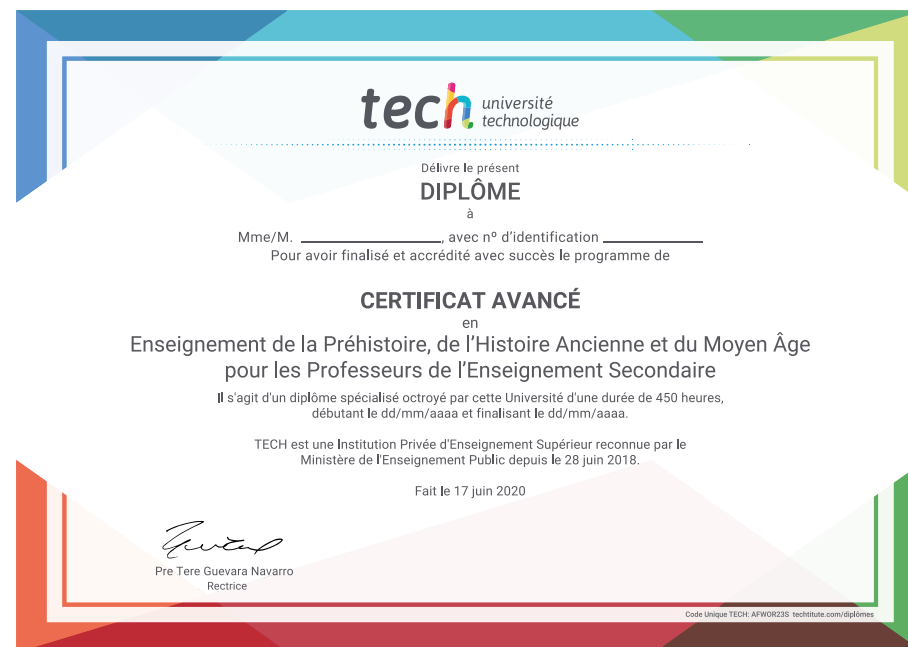 tech université
technologique
Délivre le présent
DIPLÔME
à
Mme/M. ____________________, avec nº d'identification ______________
Pour avoir finalisé et accrédité avec succès le programme de
CERTIFICAT AVANCÉ
en
Enseignement de la Préhistoire, de l'Histoire Ancienne et du Moyen Âge
pour les Professeurs de l'Enseignement Secondaire
Il s'agit d'un diplôme spécialisé octroyé par cette Université d'une durée de 450 heures,
débutant le dd/mm/aaaa et finalisant le dd/mm/aaaa.
TECH est une Institution Privée d'Enseignement Supérieur reconnue par le
Ministère de l'Enseignement Public depuis le 28 juin 2018.
Fait le 17 juin 2020
Pre Tere Guevara Navarro
Rectrice
Code Unique TECH: AFWOR23S techtitute.com/diplômes